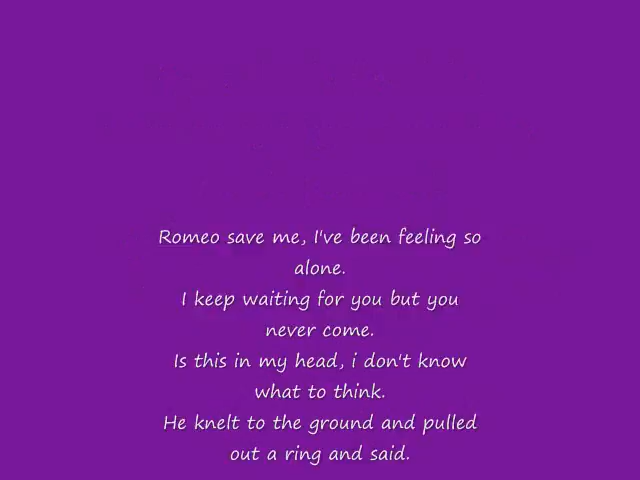 Romeo save me, I've been feeling so
alone.
I keep waiting for you but you
never come.
Is this in my head, i don't know
what to think.
He knelt to the ground and pulled
out a ring and said.